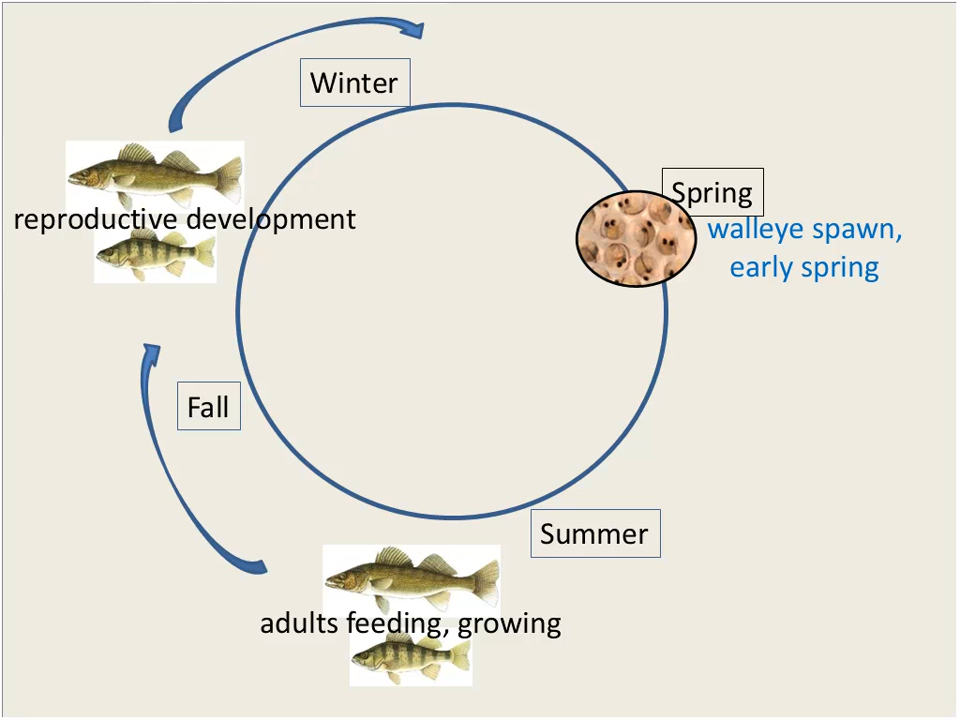 Winter
Spring
walleye spawn,
early spring
reproductive development
Fall
Summer
adults feeding, growing